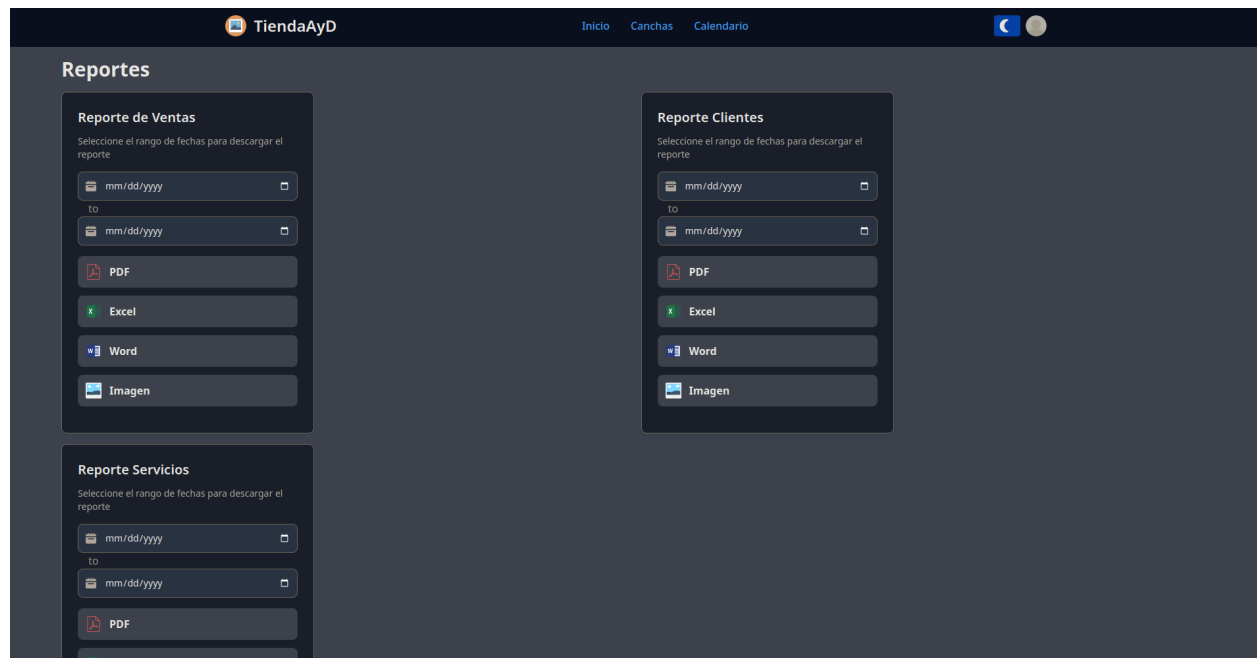 TiendaAyD
Inicio Canchas Calendario
Reportes
Reporte de Ventas
Seleccione el rango de fechas para descargar el
reporte
mm/dd/yyyy
to
mm/dd/yyyy
PDF
Excel
Word
Imagen
Reporte Clientes
Seleccione el rango de fechas para descargar el
reporte
mm/dd/yyyy
to
mm/dd/yyyy
PDF
Excel
Word
Imagen
Reporte Servicios
Seleccione el rango de fechas para descargar el
reporte
mm/dd/yyyy
to
mm/dd/yyyy
PDF